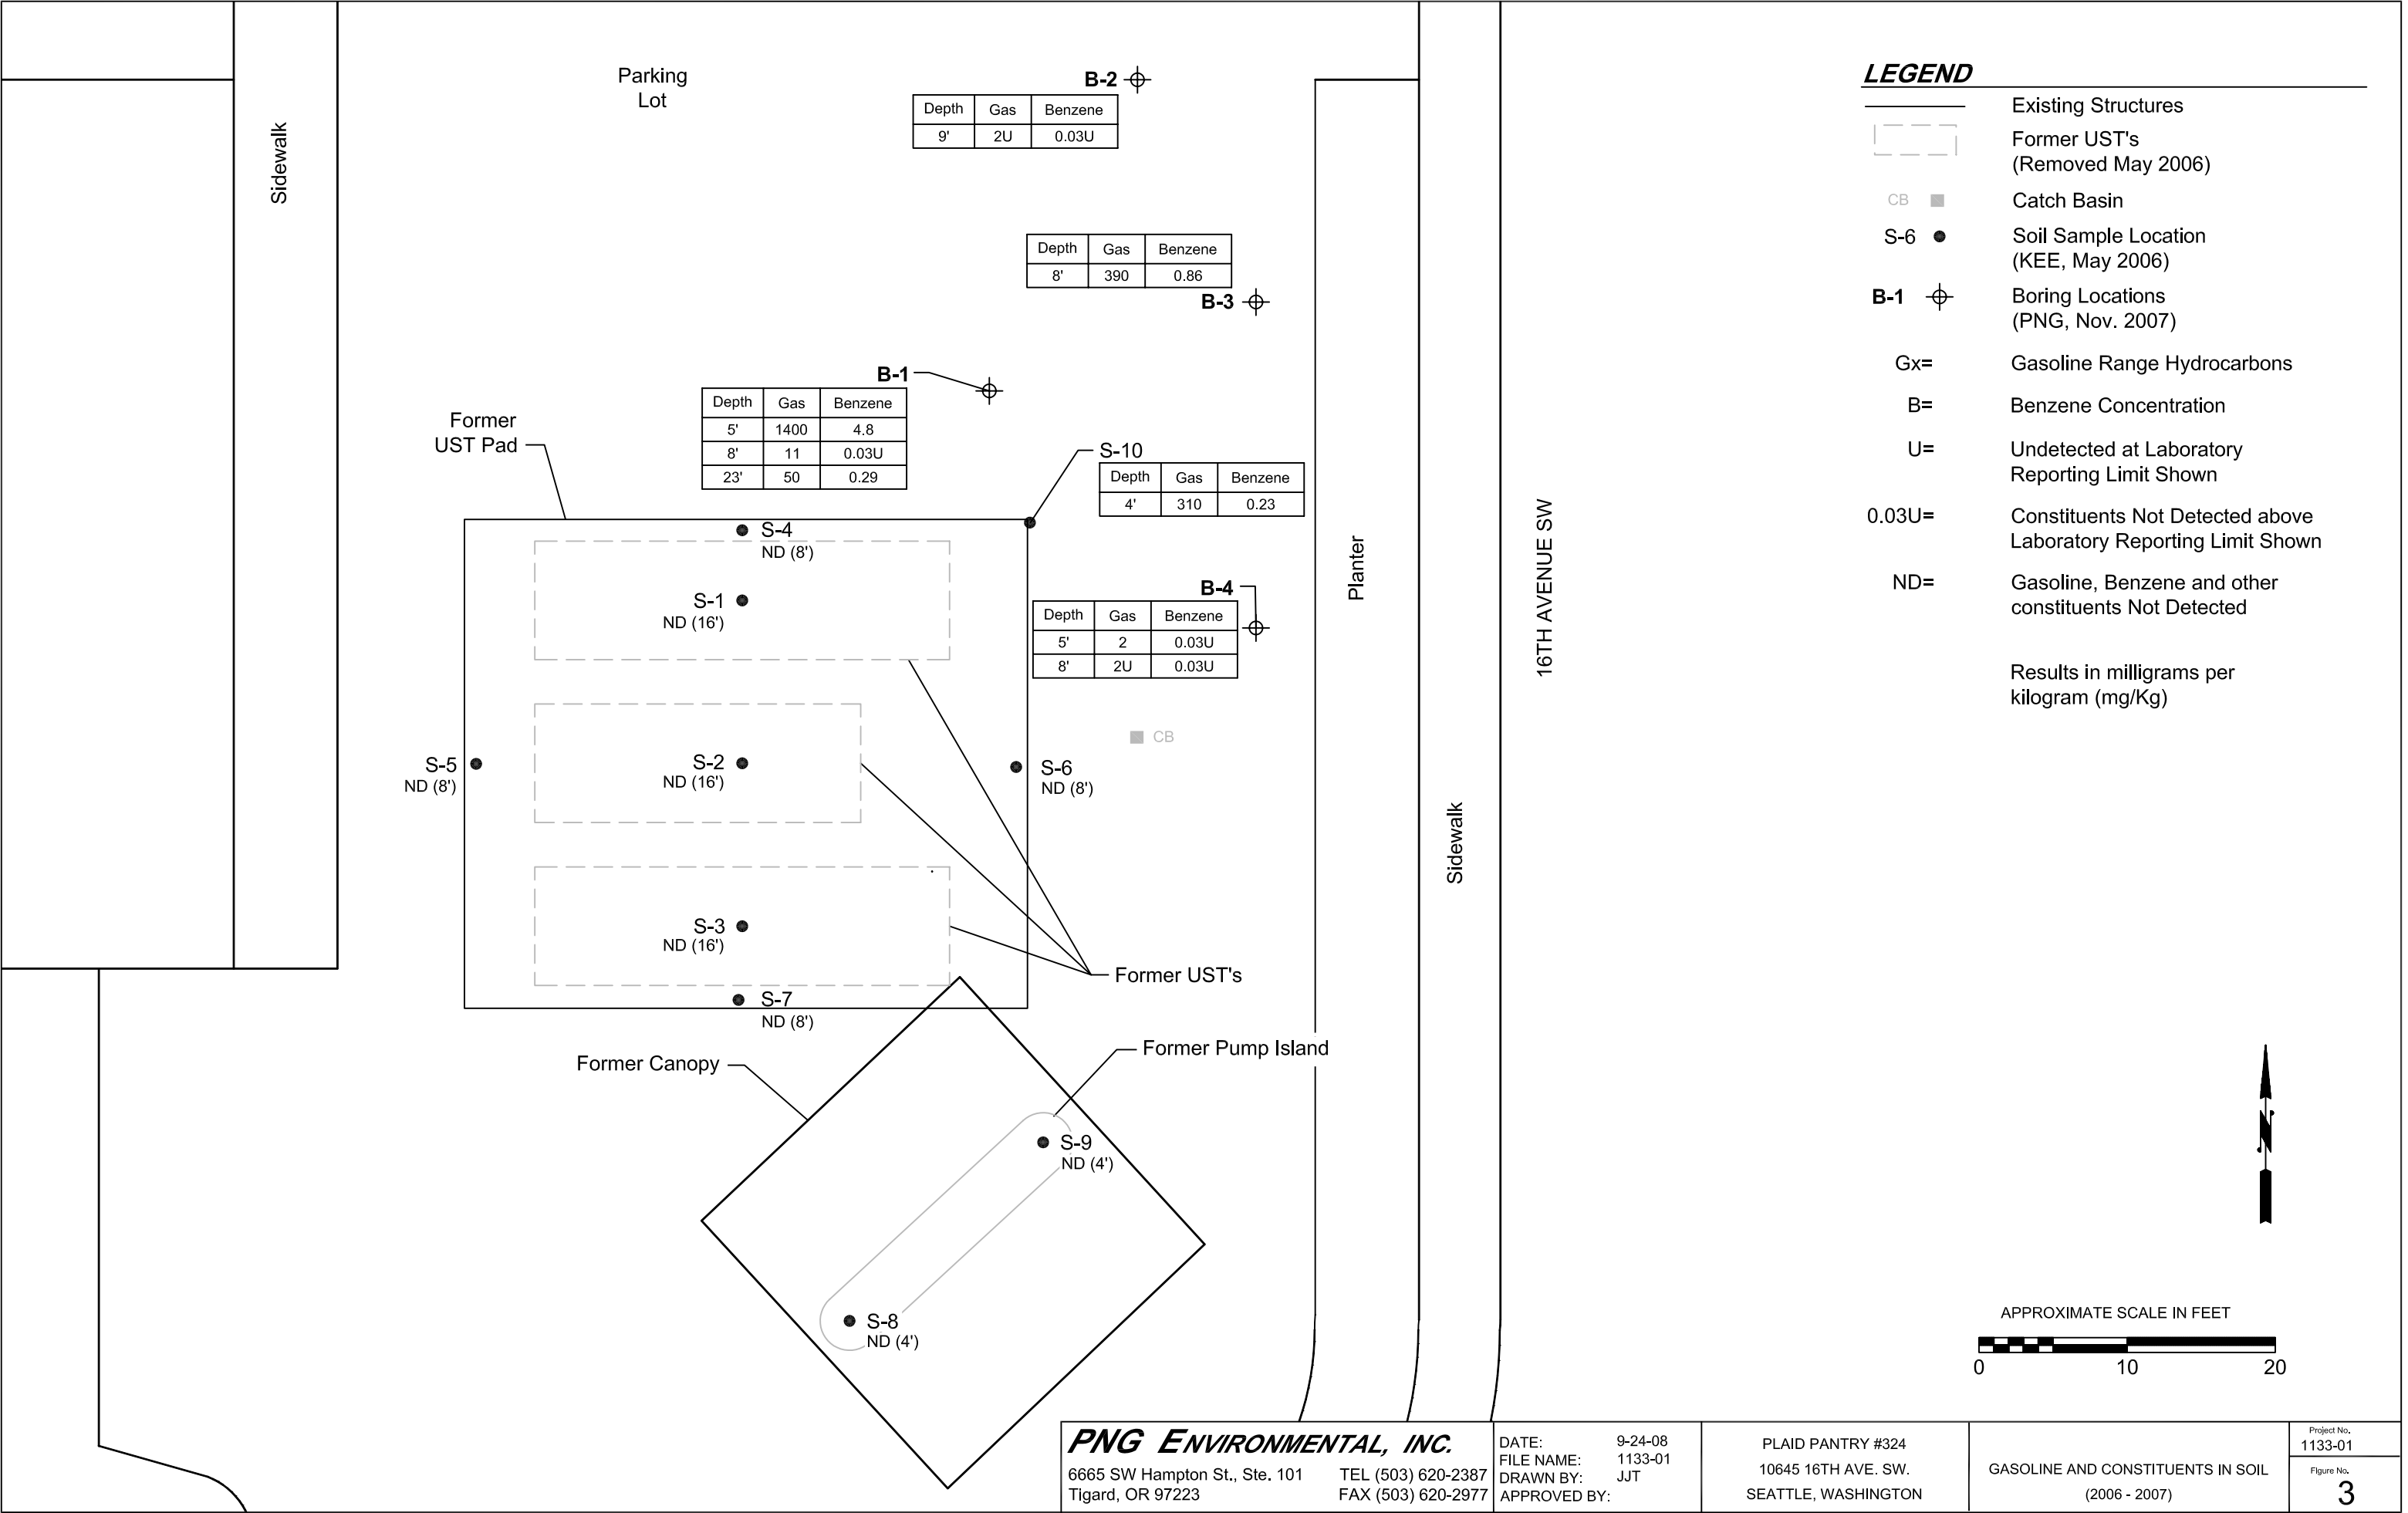 Parking
Lot
Sidewalk
B-2
Depth Gas Benzene
9' 2U 0.03U
Depth Gas Benzene
8' 390 0.86
B-3
B-1
Depth Gas Benzene
5' 1400 4.8
8' 11 0.03U
23' 50 0.29
Former
UST Pad
S-10
Depth Gas Benzene
4' 310 0.23
S-4
ND (8')
S-1
ND (16')
B-4
Depth Gas Benzene
5' 2 0.03U
8' 2U 0.03U
CB
S-5
ND (8')
S-2
ND (16')
S-6
ND (8')
S-3
ND (16')
Former UST's
S-7
ND (8')
Former Canopy
Former Pump Island
S-9
ND (4')
S-8
ND (4')
Planter
Sidewalk
16TH AVENUE SW
LEGEND
Existing Structures
Former UST's
(Removed May 2006)
CB Catch Basin
S-6 Soil Sample Location
(KEE, May 2006)
B-1 Boring Locations
(PNG, Nov. 2007)
Gx= Gasoline Range Hydrocarbons
B= Benzene Concentration
U= Undetected at Laboratory
Reporting Limit Shown
0.03U= Constituents Not Detected above
Laboratory Reporting Limit Shown
ND= Gasoline, Benzene and other
constituents Not Detected
Results in milligrams per
kilogram (mg/Kg)
N
APPROXIMATE SCALE IN FEET
0 10 20
PNG ENVIRONMENTAL, INC.
6665 SW Hampton St., Ste. 101 TEL (503) 620-2387
Tigard, OR 97223 FAX (503) 620-2977
DATE: 9-24-08
FILE NAME: 1133-01
DRAWN BY: JJT
APPROVED BY:
PLAID PANTRY #324
10645 16TH AVE. SW.
SEATTLE, WASHINGTON
GASOLINE AND CONSTITUENTS IN SOIL
(2006 - 2007)
Project No.
1133-01
Figure No.
3